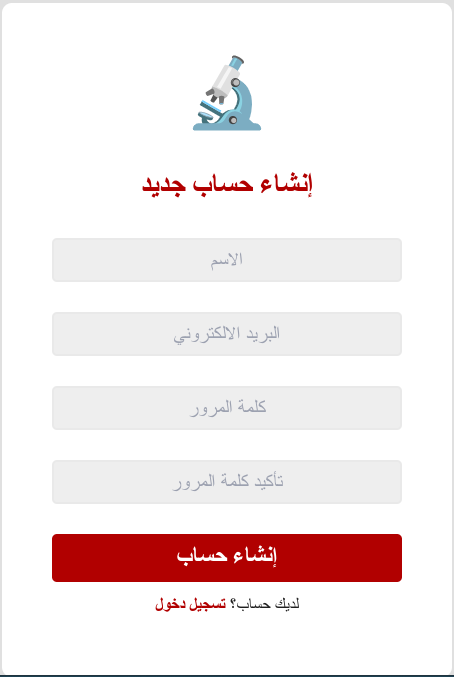 إنشاء حساب جديد
الاسم
البريد الالكتروني
كلمة المرور
تأكيد كلمة المرور
إنشاء حساب
لديك حساب؟ تسجيل دخول